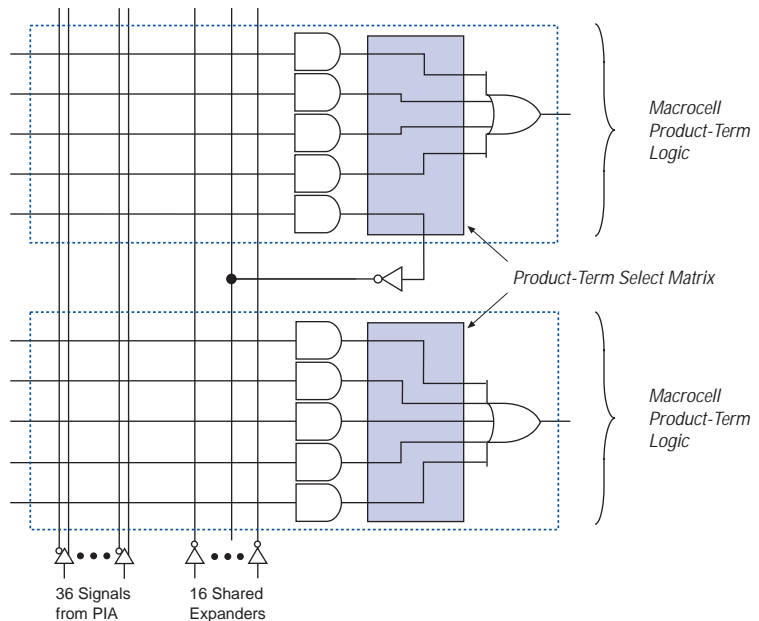 Macrocell
Product-Term
Logic
Product-Term Select Matrix
Macrocell
Product-Term
Logic
36 Signals
from PIA
16 Shared
Expanders